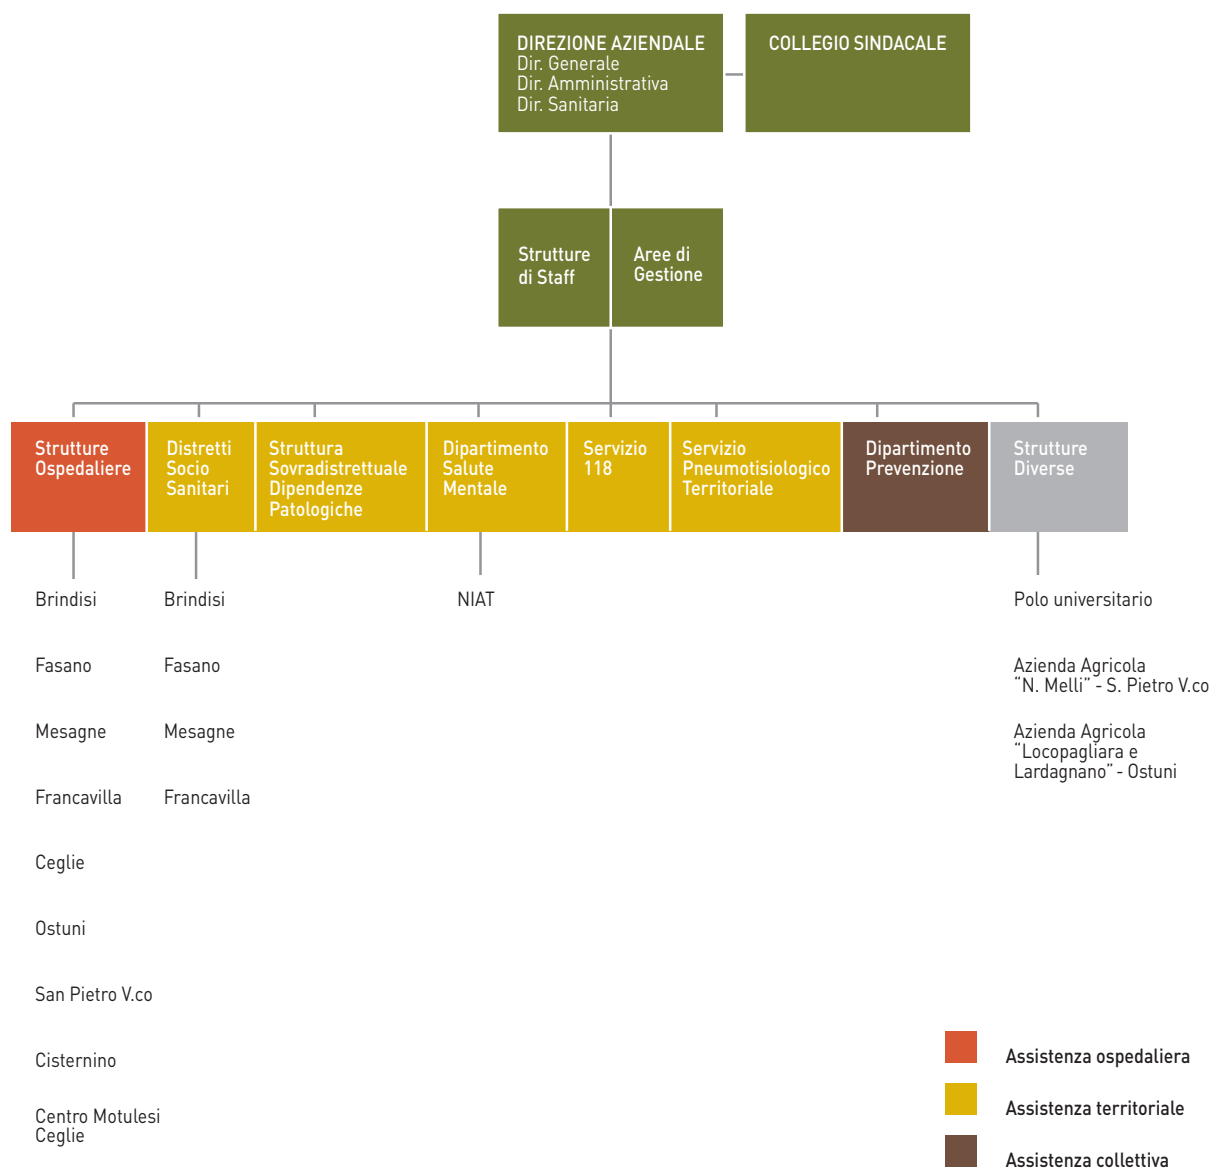 DIREZIONE AZIENDALE
Dir. Generale
Dir. Amministrativa
Dir. Sanitaria
COLLEGIO SINDACALE
Strutture
di Staff
Aree di
Gestione
Strutture
Ospedaliere
Distretti
Socio
Sanitari
Struttura
Sovradistrettuale
Dipendenze
Patologiche
Dipartimento
Salute
Mentale
Servizio
118
Servizio
Pneumotisiologico
Territoriale
Dipartimento
Prevenzione
Strutture
Diverse
Brindisi
Fasano
Mesagne
Francavilla
Ceglie
Ostuni
San Pietro V.co
Cisternino
Centro Motulesi
Ceglie
Brindisi
Fasano
Mesagne
Francavilla
NIAT
Polo universitario
Azienda Agricola
“N. Melli” - S. Pietro V.co
Azienda Agricola
“Locopagliara e
Lardagnano” - Ostuni
Assistenza ospedaliera
Assistenza territoriale
Assistenza collettiva